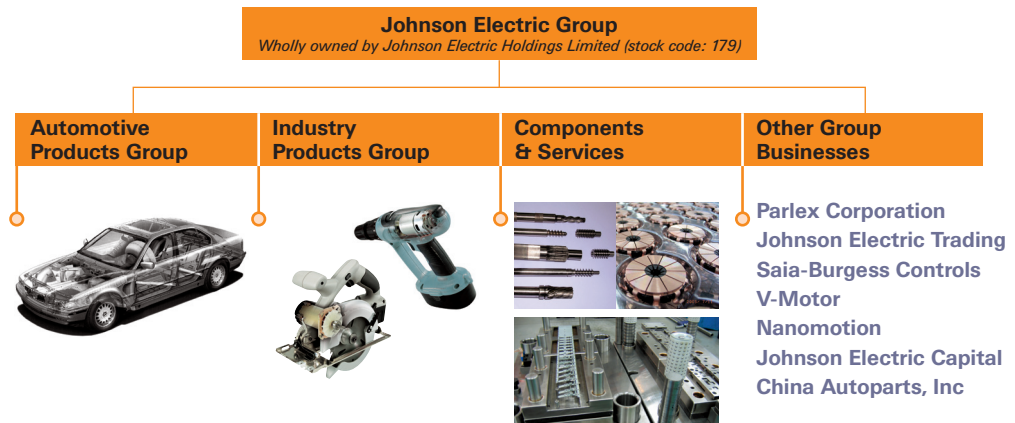 Johnson Electric Group
Wholly owned by Johnson Electric Holdings Limited (stock code: 179)
Automotive
Products Group
Industry
Products Group
Components
& Services
Other Group
Businesses
Parlex Corporation
Johnson Electric Trading
Saia-Burgess Controls
V-Motor
Nanomotion
Johnson Electric Capital
China Autoparts, Inc